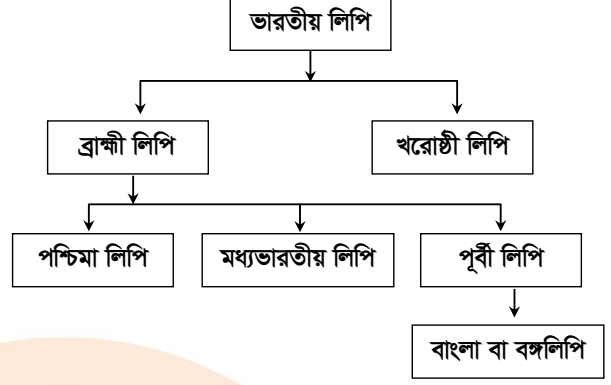 ভারতীয় লিপি
ব্রাহ্মী লিপি
খরোষ্ঠী লিপি
পশ্চিমা লিপি
মধ্যভারতীয় লিপি
পূর্বী লিপি
বাংলা বা বঙ্গলিপি